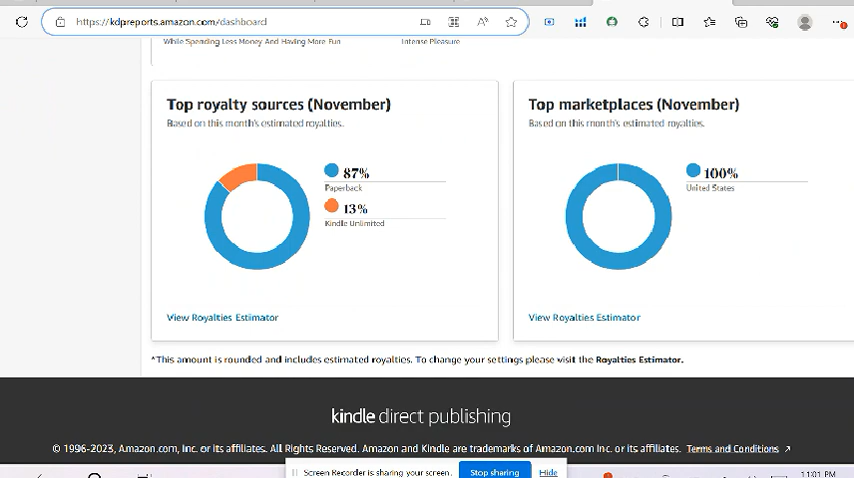 https://kdpreports.amazon.com/dashboard
While Spending Less Money And Having More Fun
Intense Pleasure
Top royalty sources (November)
Based on this month's estimated royalties.
87%
Paperback
13%
Kindle Unlimited
View Royalties Estimator
Top marketplaces (November)
Based on this month's estimated royalties.
100%
United States
View Royalties Estimator
*This amount is rounded and includes estimated royalties. To change your settings please visit the Royalties Estimator.
kindle direct publishing
© 1996-2023, Amazon.com, Inc. or its affiliates. All Rights Reserved. Amazon and Kindle are trademarks of Amazon.com Inc. or its affiliates. Terms and Conditions
Screen Recorder is sharing your screen. Stop sharing Hide
11:01 PM